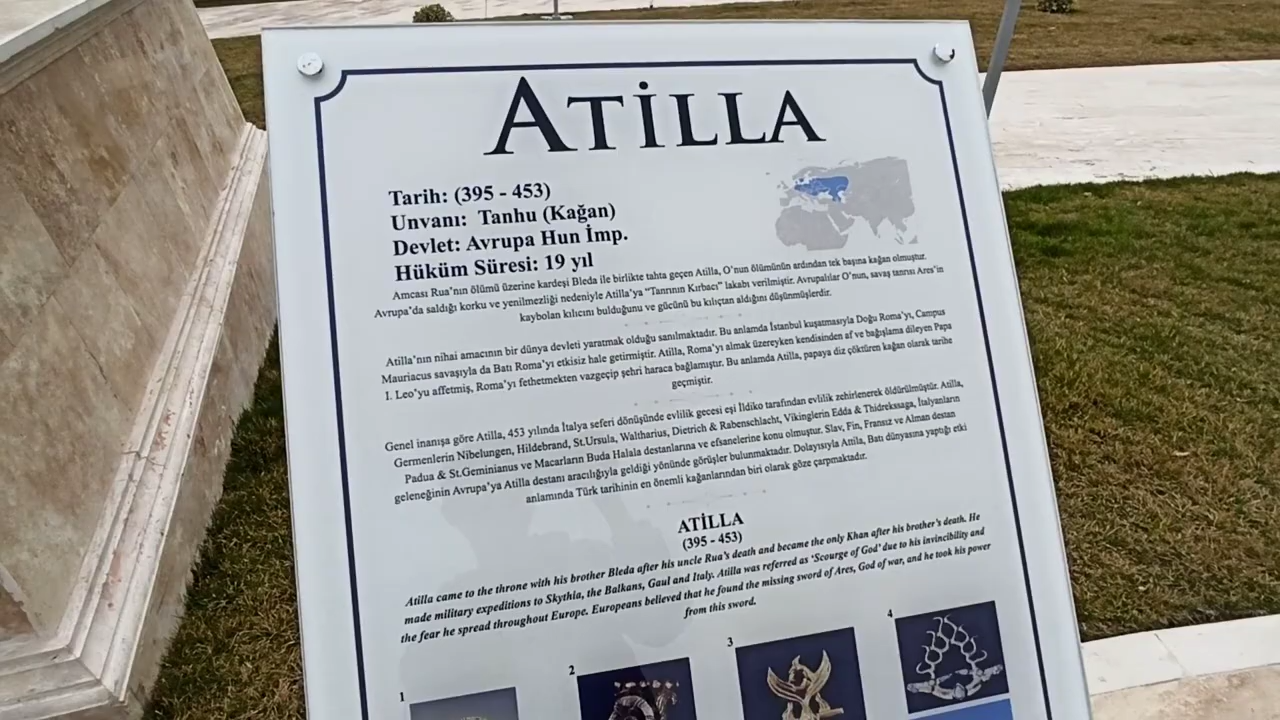 ATİLLA
Tarih: (395 - 453)
Unvanı: Tanhu (Kağan)
Devlet: Avrupa Hun İmp.
Hüküm Süresi: 19 yıl
Amcası Rua'nın ölümü üzerine kardeşi Bleda ile birlikte tahta geçen Atilla, O'nun ölümünün ardından tek başına kağan olmuştur.
Avrupa'da saldığı korku ve yenilmezliği nedeniyle Atilla'ya "Tanrının Kırbacı" lakabı verilmiştir. Avrupalılar O'nun, savaş tanrısı Ares'in
kaybolan kılıcını bulduğunu ve gücünü bu kılıçtan aldığını düşünmüşlerdir.
Atilla'nın nihai amacının bir dünya devleti yaratmak olduğu sanılmaktadır. Bu anlamda İstanbul kuşatmasıyla Doğu Roma'yı, Campus
Mauriacus savaşıyla da Batı Roma'yı etkisiz hale getirmiştir. Atilla, Roma'yı almak üzereyken kendisinden af ve bağışlama dileyen Papa
I. Leo'yu affetmiş, Roma'yı fethetmekten vazgeçip şehri haraca bağlamıştır. Bu anlamda Atilla, papaya diz çöktüren kağan olarak tarihe
geçmiştir.
Genel inanışa göre Atilla, 453 yılında İtalya seferi dönüşünde evlilik gecesi eşi İldiko tarafından evlilik zehirlenerek öldürülmüştür. Atilla,
Germenlerin Nibelungen, Hildebrand, St.Ursula, Waltharius, Dietrich & Rabenschlacht, Vikinglerin Edda & Thidrekssaga, İtalyanların
Padua & St.Geminianus ve Macarların Buda Halala destanlarına ve efsanelerine konu olmuştur. Slav, Fin, Fransız ve Alman destan
geleneğinin Avrupa'ya Atilla destanı aracılığıyla geldiği yönünde görüşler bulunmaktadır. Dolayısıyla Attila, Batı dünyasına yaptığı etki
anlamında Türk tarihinin en önemli kağanlarından biri olarak göze çarpmaktadır.
ATİLLA
(395 - 453)
Atilla came to the throne with his brother Bleda after his uncle Rua's death and became the only Khan after his brother's death. He
made military expeditions to Skythia, the Balkans, Gaul and Italy. Atilla was referred as 'Scourge of God' due to his invincibility and
the fear he spread throughout Europe. Europeans believed that he found the missing sword of Ares, God of war, and he took his power
from this sword.
1
2
3
4